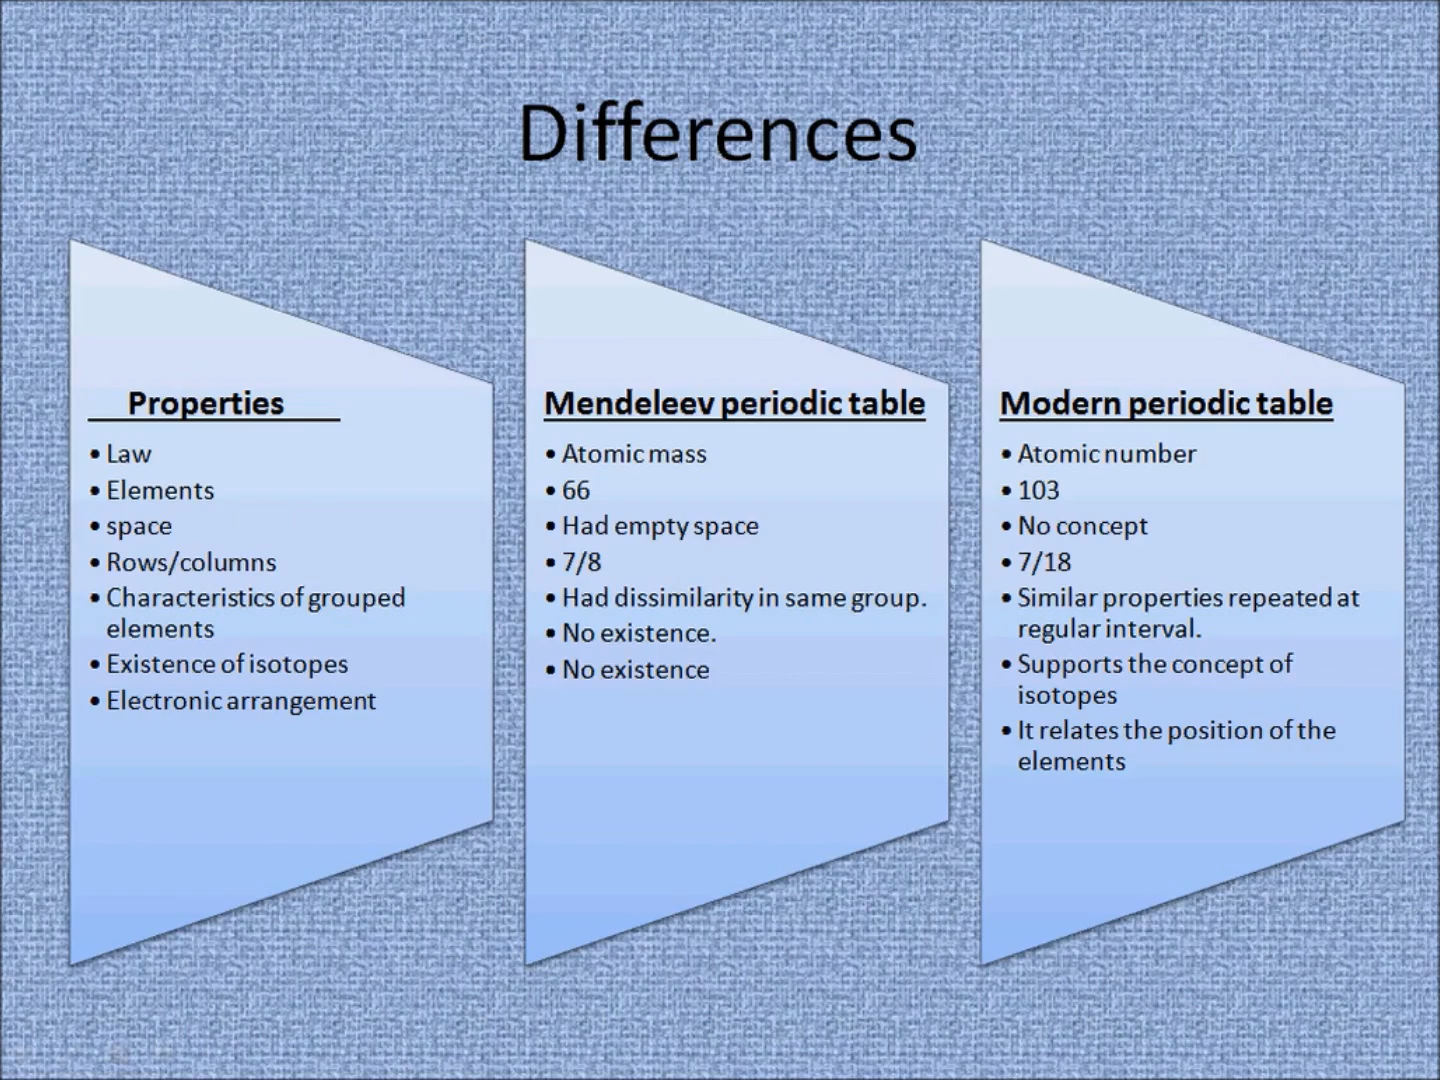 Differences
Properties
• Law
• Elements
• space
• Rows/columns
• Characteristics of grouped
elements
• Existence of isotopes
• Electronic arrangement
Mendeleev periodic table
• Atomic mass
• 66
• Had empty space
• 7/8
• Had dissimilarity in same group.
• No existence.
• No existence
Modern periodic table
• Atomic number
• 103
• No concept
• 7/18
• Similar properties repeated at
regular interval.
• Supports the concept of
isotopes
• It relates the position of the
elements